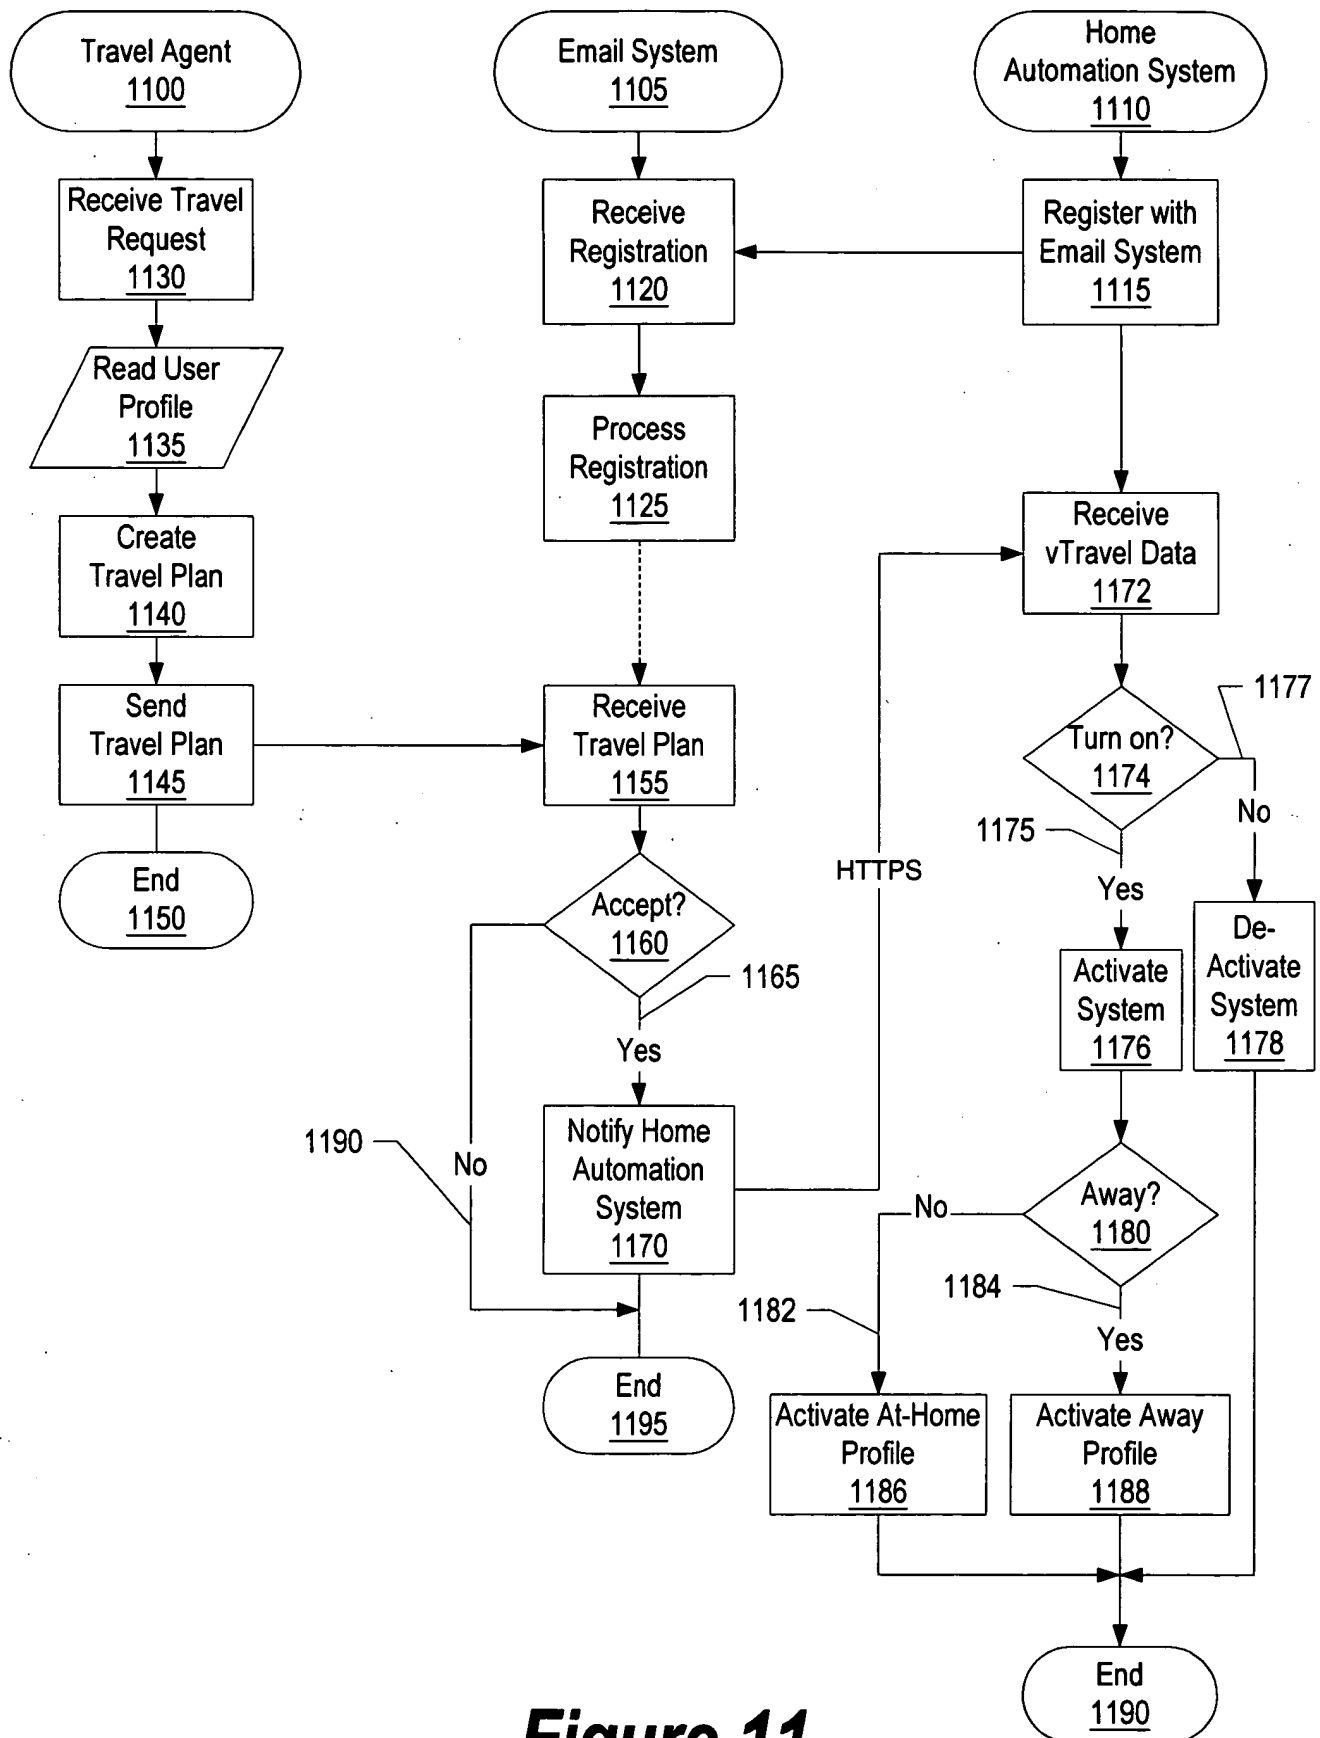 Travel Agent
1100
Receive Travel
Request
1130
Read User
Profile
1135
Create
Travel Plan
1140
Send
Travel Plan
1145
End
1150
Email System
1105
Receive
Registration
1120
Process
Registration
1125
Receive
Travel Plan
1155
Accept?
1160
1165
Yes
1190
No
Notify Home
Automation
System
1170
End
1195
HTTPS
Home
Automation System
1110
Register with
Email System
1115
Receive
vTravel Data
1172
Turn on?
1174
1177
No
1175
Yes
Activate
System
1176
De-
Activate
System
1178
Away?
1180
No
1182
1184
Yes
Activate At-Home
Profile
1186
Activate Away
Profile
1188
End
1190
Figure 11